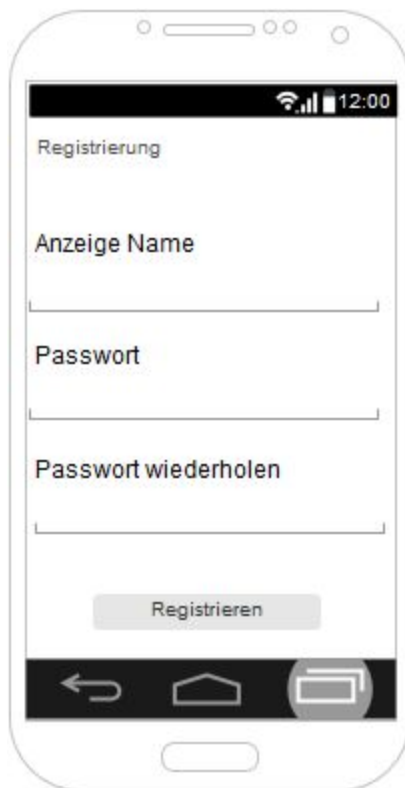 12:00
Registrierung
Anzeige Name
Passwort
Passwort wiederholen
Registrieren